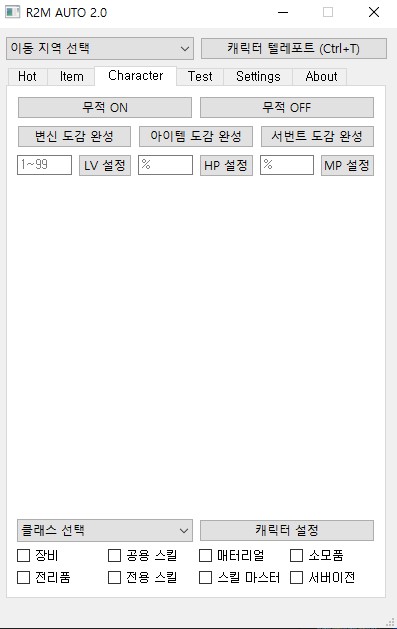 R2M AUTO 2.0
이동 지역 선택 캐릭터 텔레포트 (Ctrl+T)
Hot Item Character Test Settings About
무적 ON 무적 OFF
변신 도감 완성 아이템 도감 완성 서번트 도감 완성
1~99 LV 설정 % HP 설정 % MP 설정
클래스 선택 캐릭터 설정
장비 공용 스킬 매터리얼 소모품
전리품 전용 스킬 스킬 마스터 서버이전